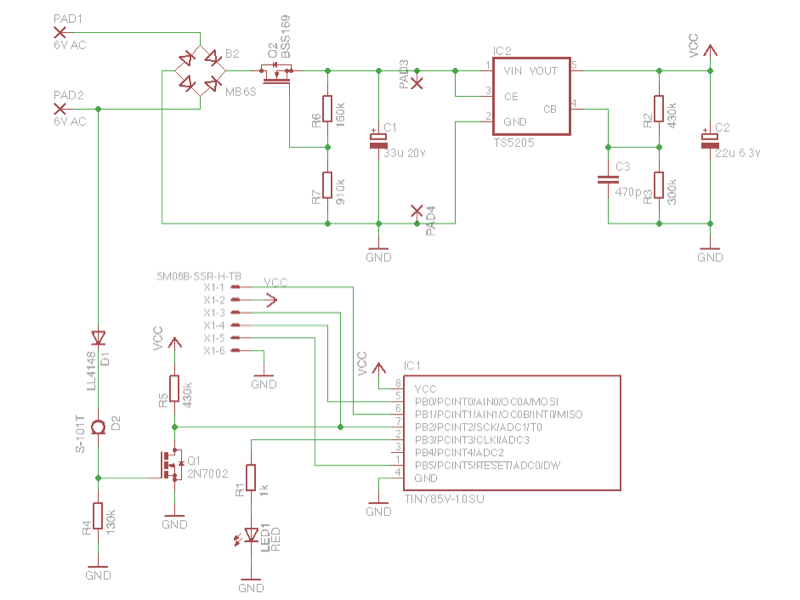 PAD1
6V AC
PAD2
6V AC
B2
MB6S
Q2
BSS169
R6
160k
R7
910k
C1
33u 20v
PAD3
PAD4
GND
IC2
VIN VOUT
CE
CB
GND
TS5205
1
3
2
5
4
R2
430k
R3
300k
C3
470p
VCC
C2
22u 6.3v
GND
SM06B-SSR-H-TB
X1-1
X1-2
X1-3
X1-4
X1-5
X1-6
VCC
GND
D1
LL4148
D2
S-101T
R4
130k
GND
VCC
R5
430k
Q1
2N7002
GND
R1
1k
LED1
RED
GND
VCC
GND
IC1
8 VCC
5 PB0/PCINT0/AIN0/OC0A/MOSI
6 PB1/PCINT1/AIN1/OC0B/INT0/MISO
7 PB2/PCINT2/SCK/ADC1/T0
2 PB3/PCINT3/CLKI/ADC3
3 PB4/PCINT4/ADC2
1 PB5/PCINT5/RESET/ADC0/DW
4 GND
TINY85V-10SU